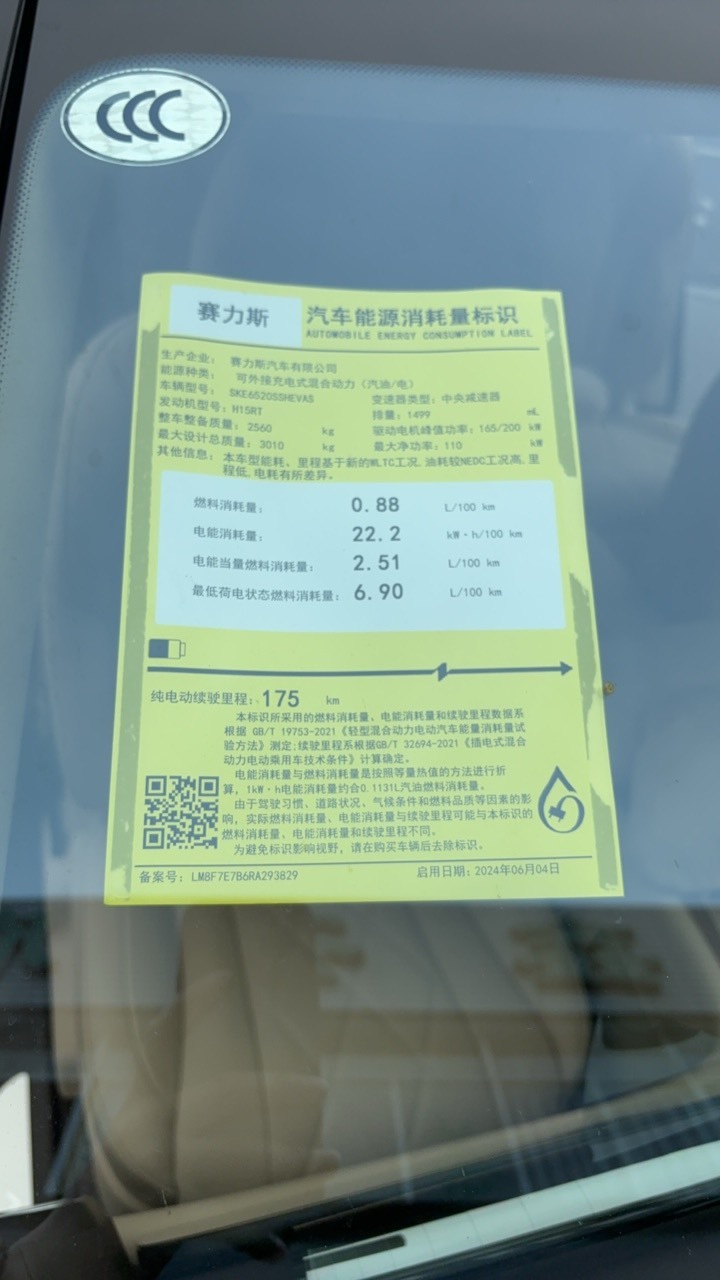 CCC
赛力斯
汽车能源消耗量标识
AUTOMOBILE ENERGY CONSUMPTION LABEL
生产企业: 赛力斯汽车有限公司
能源种类: 可外接充电式混合动力（汽油/电）
车辆型号: SKE6520SSHEVAS 变速器类型: 中央减速器
发动机型号: H15RT 排量: 1499 mL
整车整备质量: 2560 kg 驱动电机峰值功率: 165/200 kW
最大设计总质量: 3010 kg 最大净功率: 110 kW
其他信息: 本车型能耗、里程基于新的WLTC工况,油耗较NEDC工况高,里
程低,电耗有所差异。
燃料消耗量: 0.88 L/100 km
电能消耗量: 22.2 kW·h/100 km
电能当量燃料消耗量: 2.51 L/100 km
最低荷电状态燃料消耗量: 6.90 L/100 km
纯电动续驶里程: 175 km
本标识所采用的燃料消耗量、电能消耗量和续驶里程数据系
根据 GB/T 19753-2021《轻型混合动力电动汽车能量消耗量试
验方法》测定;续驶里程系根据GB/T 32694-2021《插电式混合
动力电动乘用车技术条件》计算确定。
电能消耗量与燃料消耗量是按照等量热值的方法进行折
算, 1kW·h电能消耗量约合0.1131L汽油燃料消耗量。
由于驾驶习惯、道路状况、气候条件和燃料品质等因素的影
响, 实际燃料消耗量、电能消耗量与续驶里程可能与本标识的
燃料消耗量、电能消耗量和续驶里程不同。
为避免标识影响视野, 请在购买车辆后去除标识。
备案号: LM8F7E7B6RA293829 启用日期: 2024年06月04日